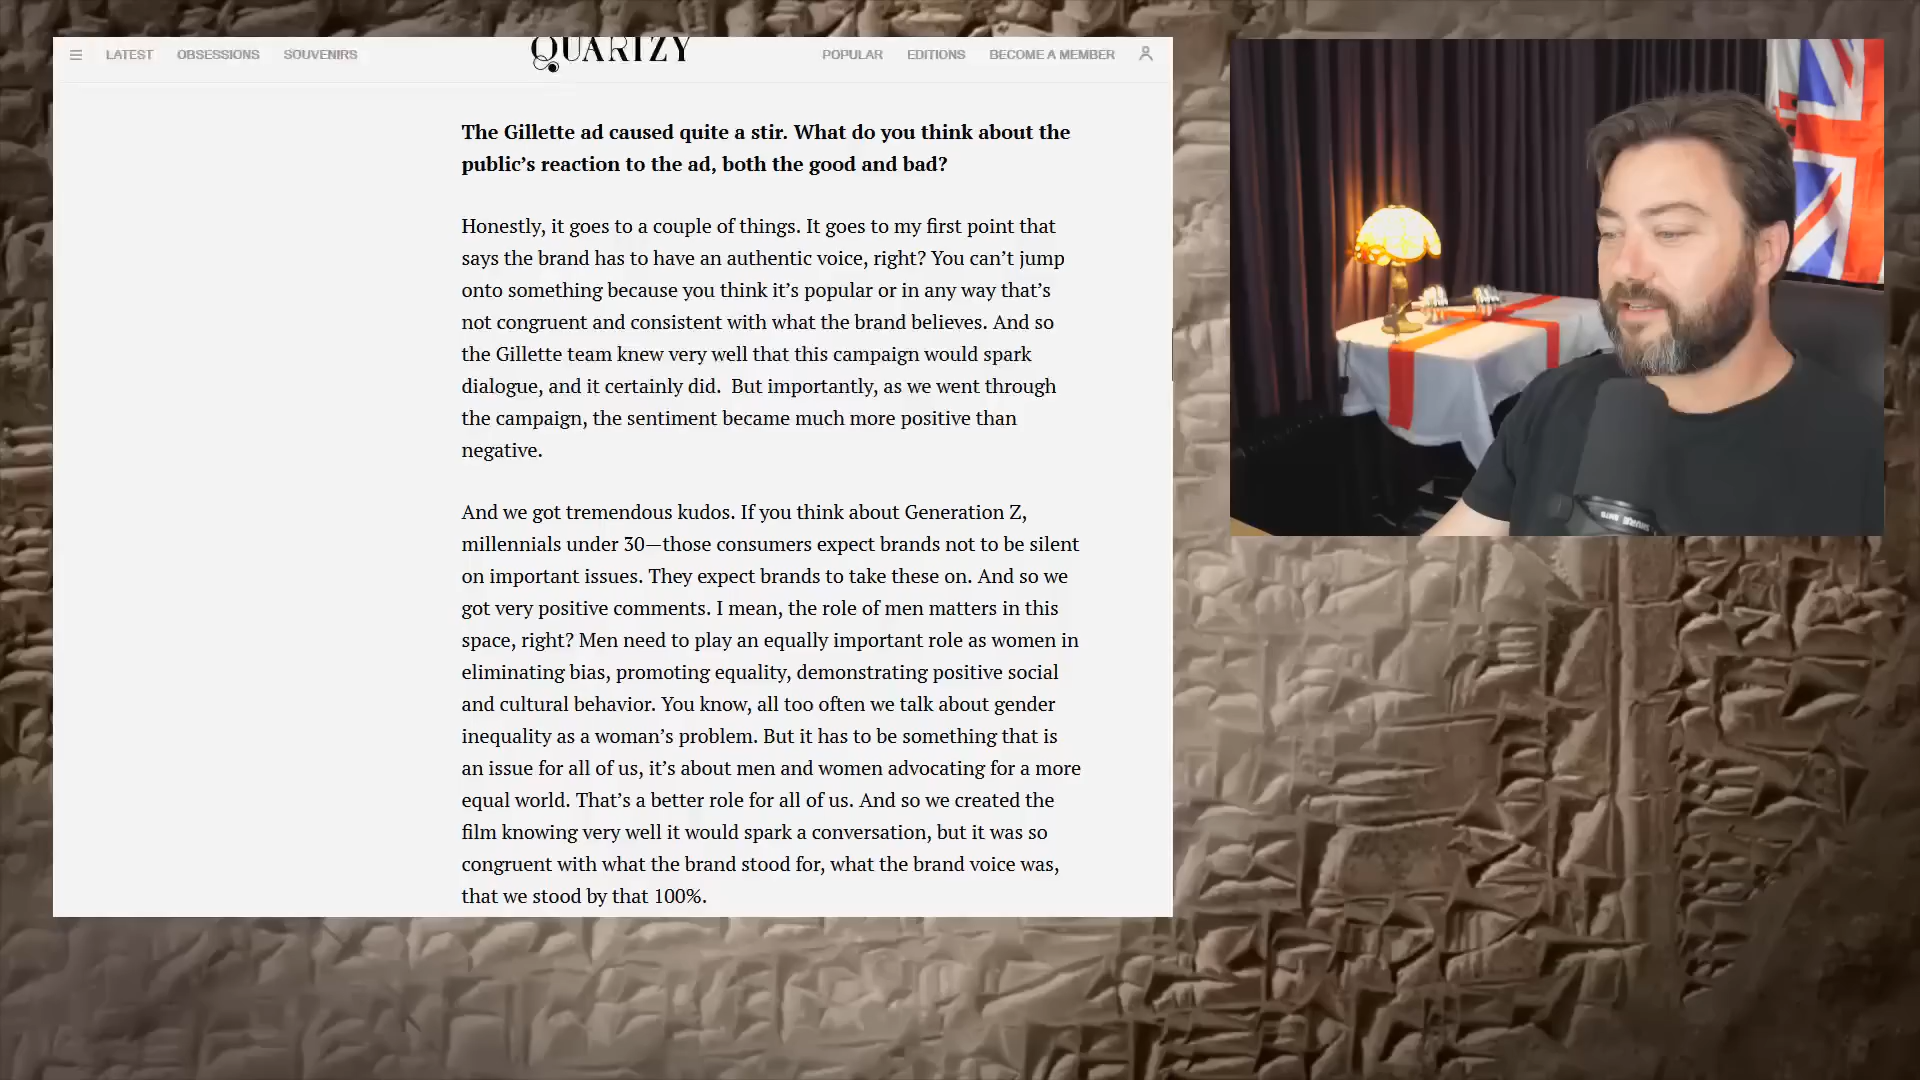 LATEST OBSESSIONS SOUVENIRS QUARTZY POPULAR EDITIONS BECOME A MEMBER
The Gillette ad caused quite a stir. What do you think about the
public’s reaction to the ad, both the good and bad?
Honestly, it goes to a couple of things. It goes to my first point that
says the brand has to have an authentic voice, right? You can’t jump
onto something because you think it’s popular or in any way that’s
not congruent and consistent with what the brand believes. And so
the Gillette team knew very well that this campaign would spark
dialogue, and it certainly did.  But importantly, as we went through
the campaign, the sentiment became much more positive than
negative.
And we got tremendous kudos. If you think about Generation Z,
millennials under 30—those consumers expect brands not to be silent
on important issues. They expect brands to take these on. And so we
got very positive comments. I mean, the role of men matters in this
space, right? Men need to play an equally important role as women in
eliminating bias, promoting equality, demonstrating positive social
and cultural behavior. You know, all too often we talk about gender
inequality as a woman’s problem. But it has to be something that is
an issue for all of us, it’s about men and women advocating for a more
equal world. That’s a better role for all of us. And so we created the
film knowing very well it would spark a conversation, but it was so
congruent with what the brand stood for, what the brand voice was,
that we stood by that 100%.